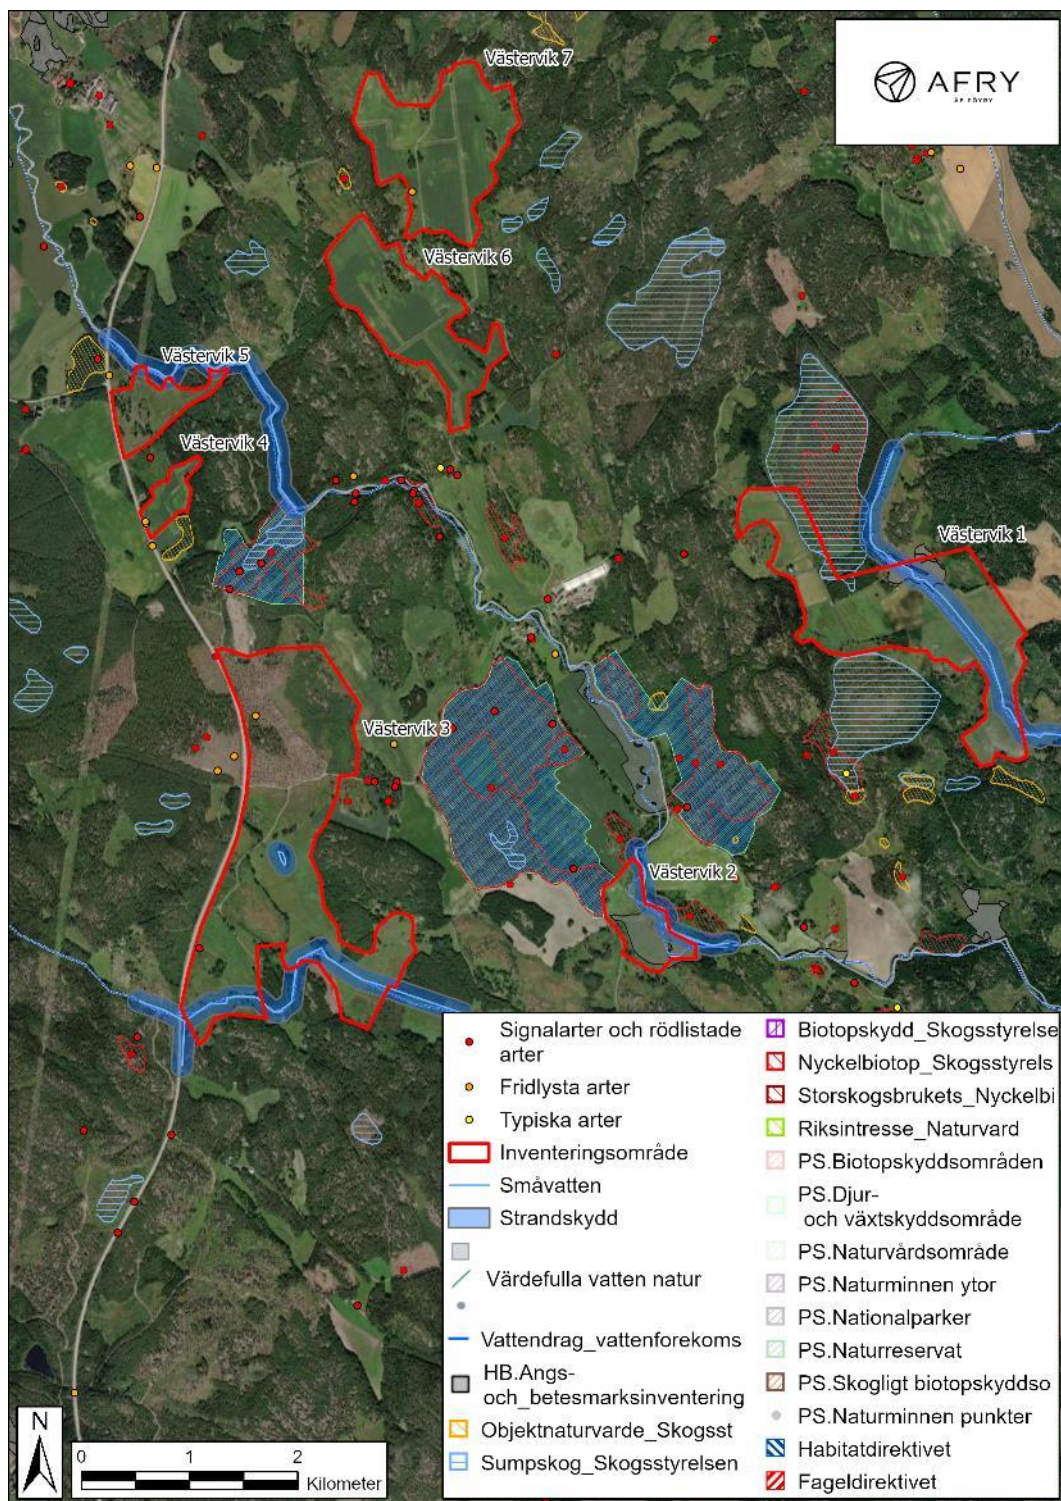 AFRY
ÅF PÖYRY
Västervik 7
Västervik 6
Västervik 5
Västervik 4
Västervik 1
Västervik 3
Västervik 2
Signalarter och rödlistade
arter
Fridlysta arter
Typiska arter
Inventeringsområde
Småvatten
Strandskydd
Värdefulla vatten natur
Vattendrag_vattenforekoms
HB.Angs-
och_betesmarksinventering
Objektnaturvarde_Skogsst
Sumpskog_Skogsstyrelsen
Biotopskydd_Skogsstyrelse
Nyckelbiotop_Skogsstyrels
Storskogsbrukets_Nyckelbi
Riksintresse_Naturvard
PS.Biotopskyddsområden
PS.Djur-
och växtskyddsområde
PS.Naturvårdsområde
PS.Naturminnen ytor
PS.Nationalparker
PS.Naturreservat
PS.Skogligt biotopskyddso
PS.Naturminnen punkter
Habitatdirektivet
Fageldirektivet
N
0 1 2
Kilometer